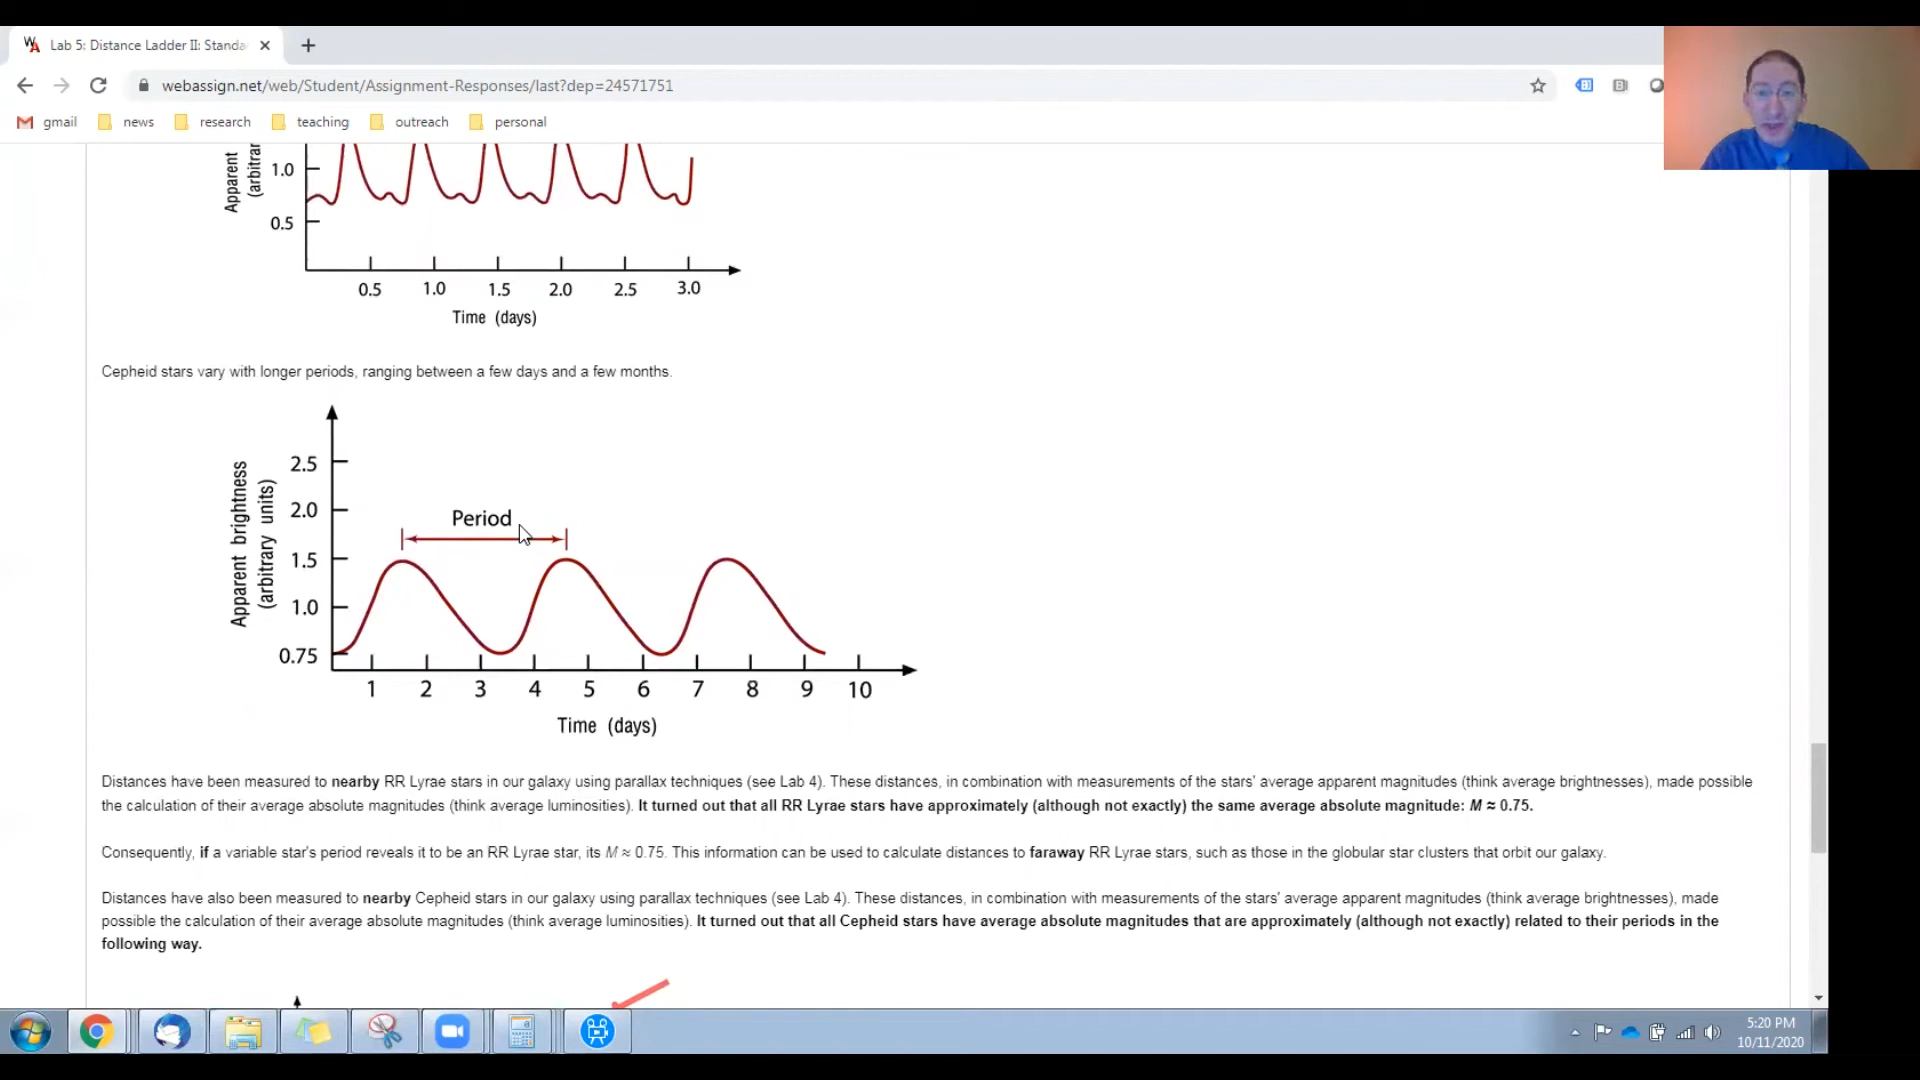 Lab 5: Distance Ladder II: Standa
webassign.net/web/Student/Assignment-Responses/last?dep=24571751
gmail news research teaching outreach personal
Apparent
(arbitrar
1.0
0.5
0.5 1.0 1.5 2.0 2.5 3.0
Time (days)
Cepheid stars vary with longer periods, ranging between a few days and a few months.
Apparent brightness
(arbitrary units)
2.5
2.0
1.5
1.0
0.75
Period
1 2 3 4 5 6 7 8 9 10
Time (days)
Distances have been measured to nearby RR Lyrae stars in our galaxy using parallax techniques (see Lab 4). These distances, in combination with measurements of the stars' average apparent magnitudes (think average brightnesses), made possible
the calculation of their average absolute magnitudes (think average luminosities). It turned out that all RR Lyrae stars have approximately (although not exactly) the same average absolute magnitude: M ≈ 0.75.
Consequently, if a variable star's period reveals it to be an RR Lyrae star, its M ≈ 0.75. This information can be used to calculate distances to faraway RR Lyrae stars, such as those in the globular star clusters that orbit our galaxy.
Distances have also been measured to nearby Cepheid stars in our galaxy using parallax techniques (see Lab 4). These distances, in combination with measurements of the stars' average apparent magnitudes (think average brightnesses), made
possible the calculation of their average absolute magnitudes (think average luminosities). It turned out that all Cepheid stars have average absolute magnitudes that are approximately (although not exactly) related to their periods in the
following way.
5:20 PM
10/11/2020